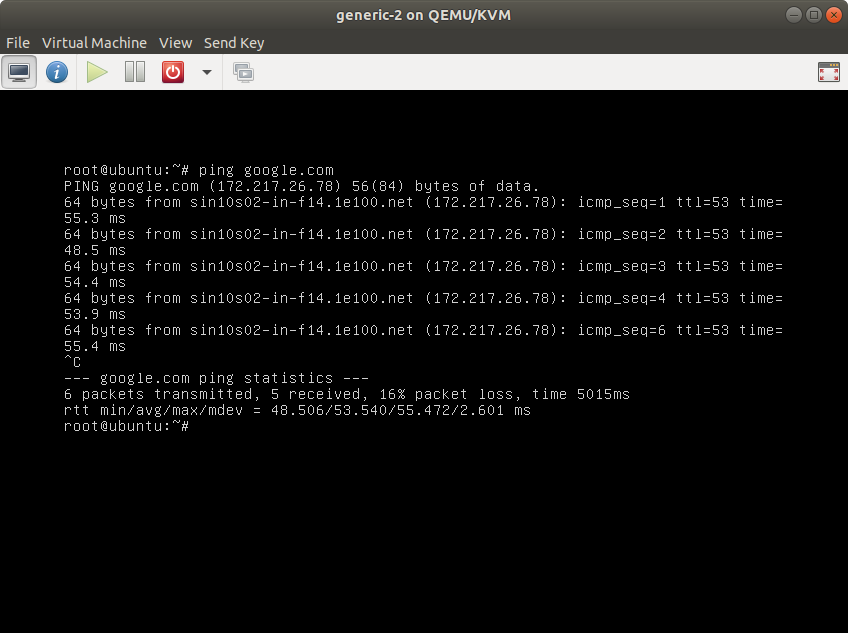 generic-2 on QEMU/KVM
File Virtual Machine View Send Key
root@ubuntu:~# ping google.com
PING google.com (172.217.26.78) 56(84) bytes of data.
64 bytes from sin10s02-in-f14.1e100.net (172.217.26.78): icmp_seq=1 ttl=53 time=
55.3 ms
64 bytes from sin10s02-in-f14.1e100.net (172.217.26.78): icmp_seq=2 ttl=53 time=
48.5 ms
64 bytes from sin10s02-in-f14.1e100.net (172.217.26.78): icmp_seq=3 ttl=53 time=
54.4 ms
64 bytes from sin10s02-in-f14.1e100.net (172.217.26.78): icmp_seq=4 ttl=53 time=
53.9 ms
64 bytes from sin10s02-in-f14.1e100.net (172.217.26.78): icmp_seq=6 ttl=53 time=
55.4 ms
^C
--- google.com ping statistics ---
6 packets transmitted, 5 received, 16% packet loss, time 5015ms
rtt min/avg/max/mdev = 48.506/53.540/55.472/2.601 ms
root@ubuntu:~#